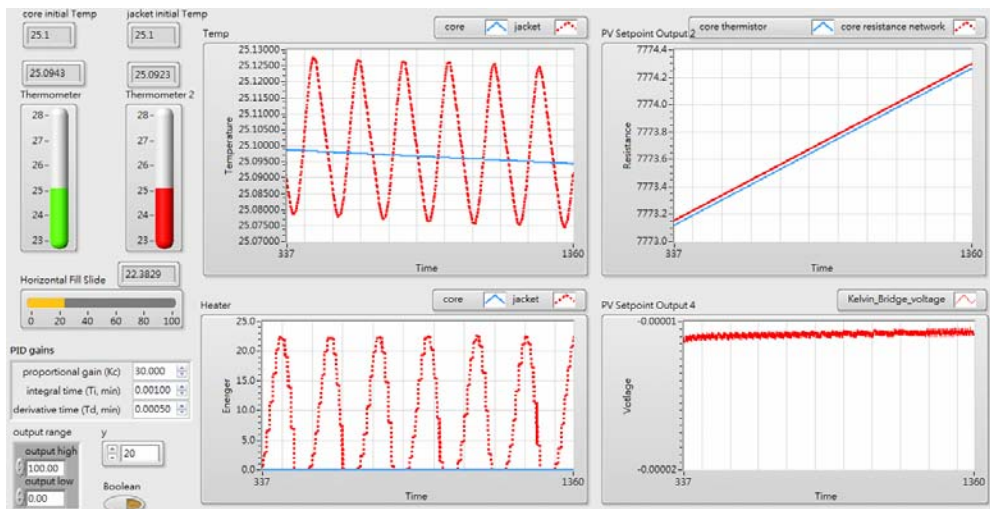 core initial Temp
jacket initial Temp
25.1
25.1
25.0943
25.0923
Thermometer
Thermometer 2
28
27
26
25
24
23
28
27
26
25
24
23
Horizontal Fill Slide
22.3829
0 20 40 60 80 100
PID gains
proportional gain (Kc) 30.000
integral time (Ti, min) 0.00100
derivative time (Td, min) 0.00050
output range
output high
100.00
output low
0.00
y
20
Boolean
Temp
core jacket
Temperature
25.13000
25.12500
25.12000
25.11500
25.11000
25.10500
25.10000
25.09500
25.09000
25.08500
25.08000
25.07500
25.07000
337 1360
Time
PV Setpoint Output 2
core thermistor core resistance network
Resistance
7774.4
7774.2
7774.0
7773.8
7773.6
7773.4
7773.2
7773.0
337 1360
Time
Heater
core jacket
Energer
25.0
20.0
15.0
10.0
5.0
0.0
337 1360
Time
PV Setpoint Output 4
Kelvin_Bridge_voltage
Votlage
-0.00001
-0.00002
337 1360
Time